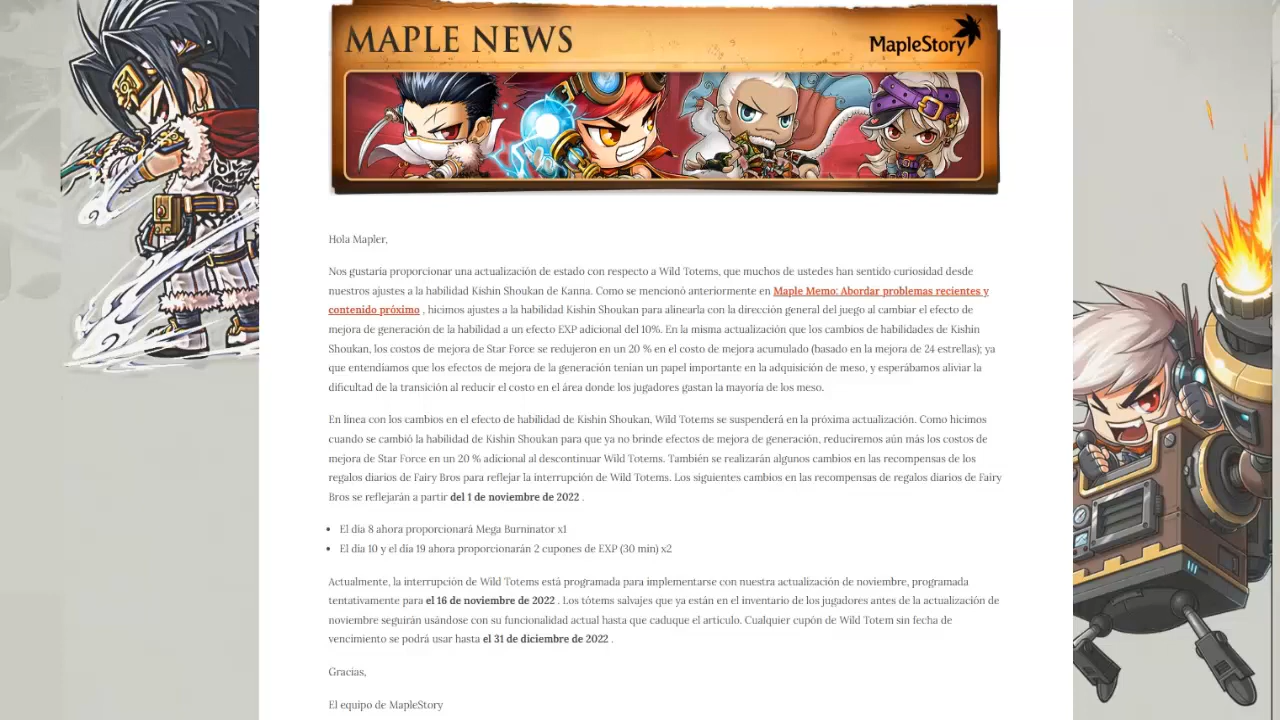 MAPLE NEWS
MapleStory
Hola Mapler,
Nos gustaría proporcionar una actualización de estado con respecto a Wild Totems, que muchos de ustedes han sentido curiosidad desde
nuestros ajustes a la habilidad Kishin Shoukan de Kanna. Como se mencionó anteriormente en Maple Memo: Abordar problemas recientes y
contenido próximo , hicimos ajustes a la habilidad Kishin Shoukan para alinearla con la dirección general del juego al cambiar el efecto de
mejora de generación de la habilidad a un efecto EXP adicional del 10%. En la misma actualización que los cambios de habilidades de Kishin
Shoukan, los costos de mejora de Star Force se redujeron en un 20 % en el costo de mejora acumulado (basado en la mejora de 24 estrellas); ya
que entendíamos que los efectos de mejora de la generación tenían un papel importante en la adquisición de meso, y esperábamos aliviar la
dificultad de la transición al reducir el costo en el área donde los jugadores gastan la mayoría de los meso.
En línea con los cambios en el efecto de habilidad de Kishin Shoukan, Wild Totems se suspenderá en la próxima actualización. Como hicimos
cuando se cambió la habilidad de Kishin Shoukan para que ya no brinde efectos de mejora de generación, reduciremos aún más los costos de
mejora de Star Force en un 20 % adicional al descontinuar Wild Totems. También se realizarán algunos cambios en las recompensas de los
regalos diarios de Fairy Bros para reflejar la interrupción de Wild Totems. Los siguientes cambios en las recompensas de regalos diarios de Fairy
Bros se reflejarán a partir del 1 de noviembre de 2022 .
• El día 8 ahora proporcionará Mega Burninator x1
• El día 10 y el día 19 ahora proporcionarán 2 cupones de EXP (30 min) x2
Actualmente, la interrupción de Wild Totems está programada para implementarse con nuestra actualización de noviembre, programada
tentativamente para el 16 de noviembre de 2022 . Los tótems salvajes que ya están en el inventario de los jugadores antes de la actualización de
noviembre seguirán usándose con su funcionalidad actual hasta que caduque el artículo. Cualquier cupón de Wild Totem sin fecha de
vencimiento se podrá usar hasta el 31 de diciembre de 2022 .
Gracias,
El equipo de MapleStory